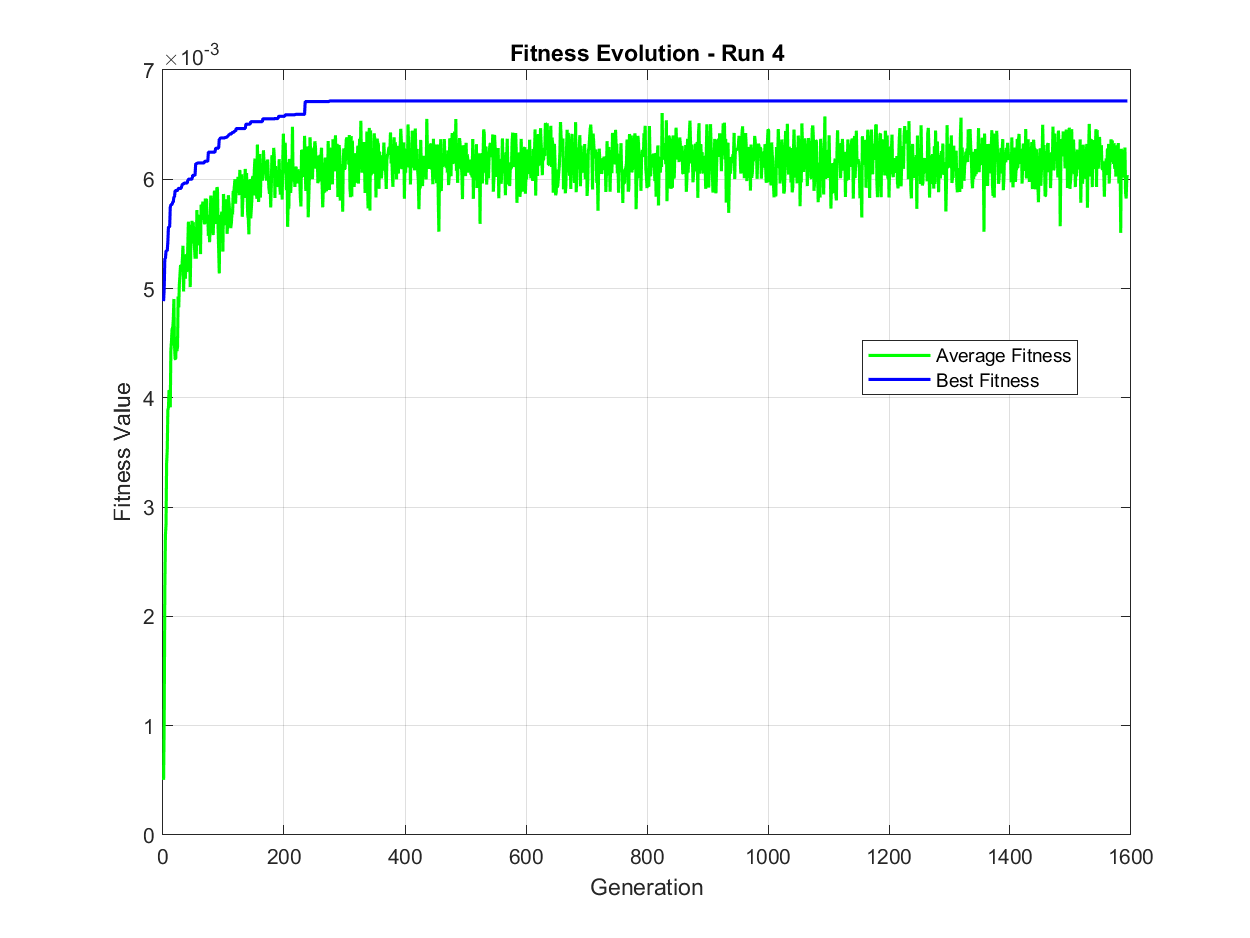 Fitness Evolution - Run 4
×10⁻³
7
6
5
4
3
2
1
0
Fitness Value
Average Fitness
Best Fitness
0 200 400 600 800 1000 1200 1400 1600
Generation